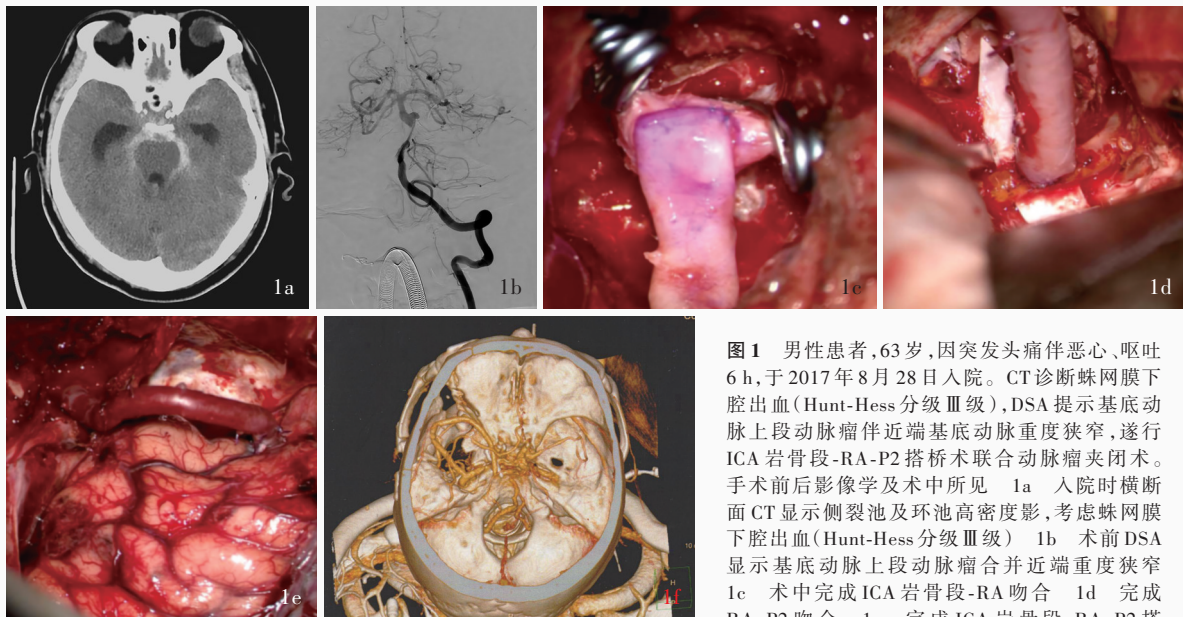 1a
1b
1c
1d
1e
1f
图1 男性患者,63岁,因突发头痛伴恶心、呕吐
6 h,于2017年8月28日入院。CT诊断蛛网膜下
腔出血(Hunt-Hess分级Ⅲ级),DSA提示基底动
脉上段动脉瘤伴近端基底动脉重度狭窄,遂行
ICA岩骨段-RA-P2搭桥术联合动脉瘤夹闭术。
手术前后影像学及术中所见 1a 入院时横断
面CT显示侧裂池及环池高密度影,考虑蛛网膜
下腔出血(Hunt-Hess分级Ⅲ级) 1b 术前DSA
显示基底动脉上段动脉瘤合并近端重度狭窄
1c 术中完成ICA岩骨段-RA吻合 1d 完成